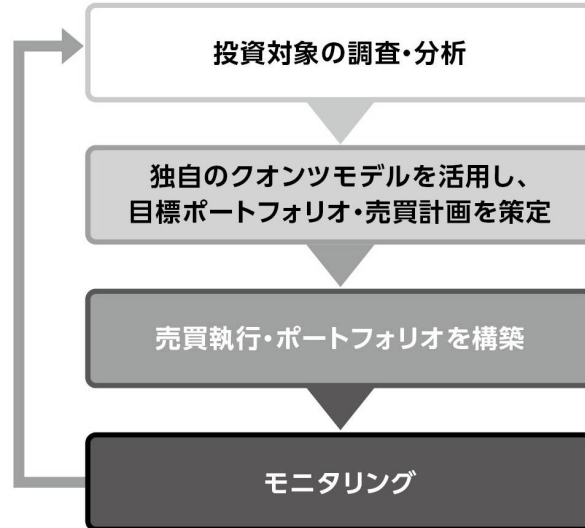 投資対象の調査・分析
独自のクオンツモデルを活用し、
目標ポートフォリオ・売買計画を策定
売買執行・ポートフォリオを構築
モニタリング